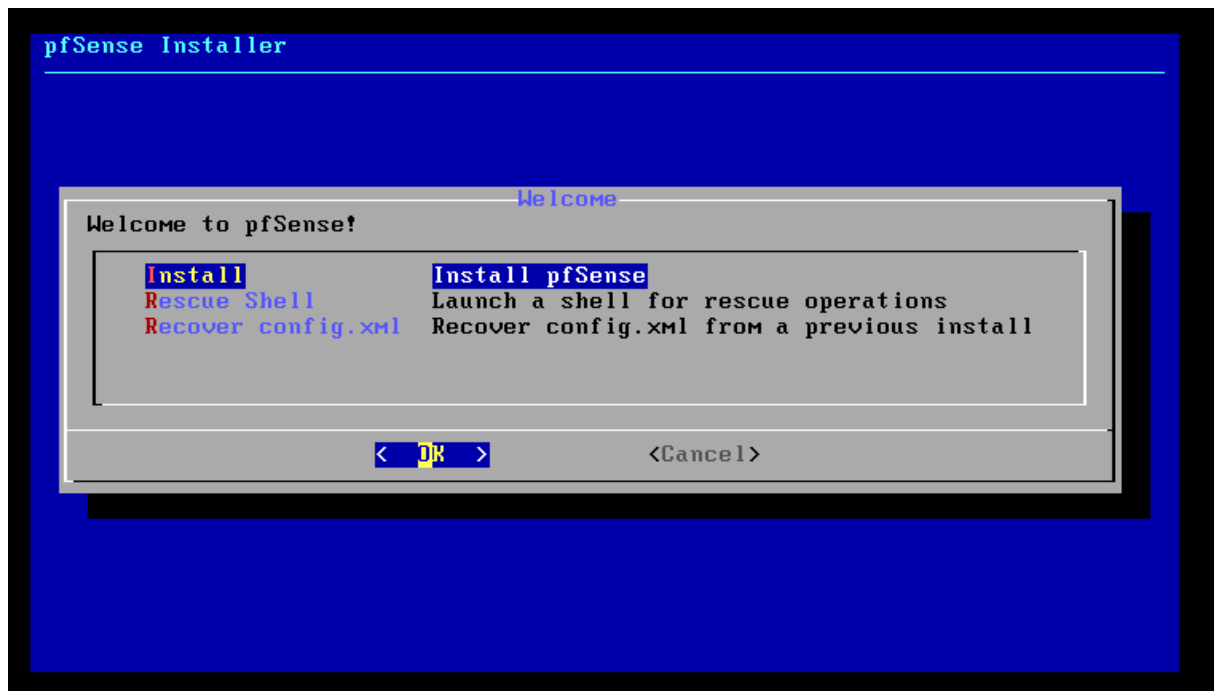 pfSense Installer
Welcome
Welcome to pfSense!
Install Install pfSense
Rescue Shell Launch a shell for rescue operations
Recover config.xml Recover config.xml from a previous install
< OK > <Cancel>